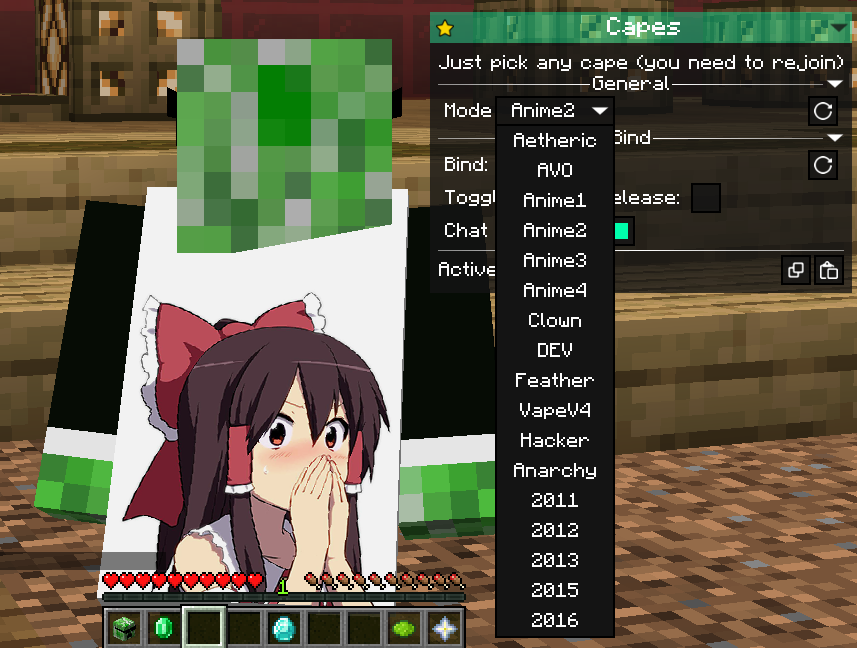 Capes
Just pick any cape (you need to rejoin)
General
Mode Anime2
Bind
Bind:
Toggl elease:
Chat
Active
Aetheric
AVO
Anime1
Anime2
Anime3
Anime4
Clown
DEV
Feather
VapeV4
Hacker
Anarchy
2011
2012
2013
2015
2016
1